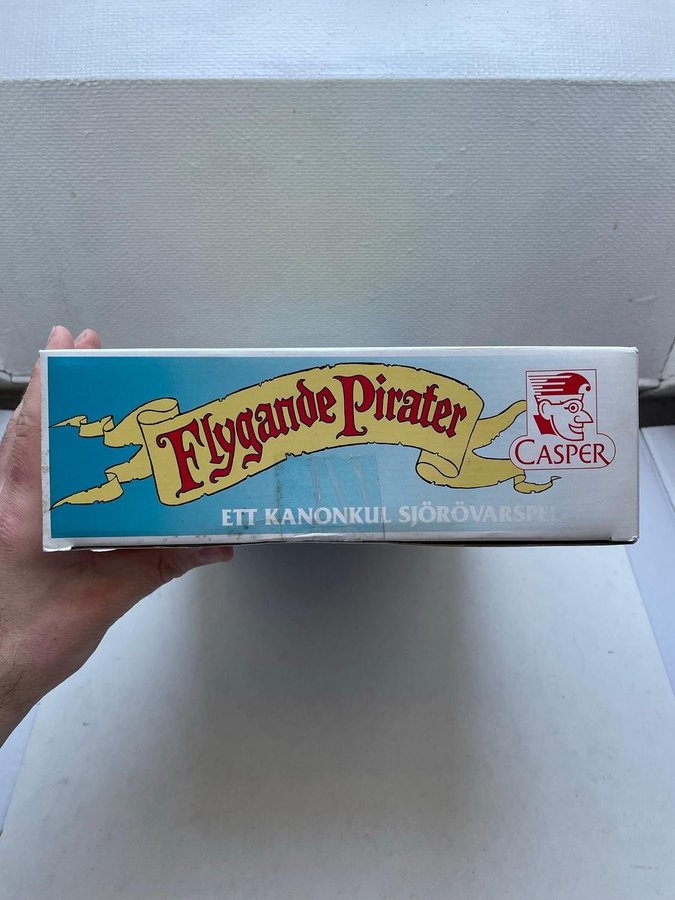 Flygande Pirater
CASPER
ETT KANONKUL SJÖRÖVARSPEL